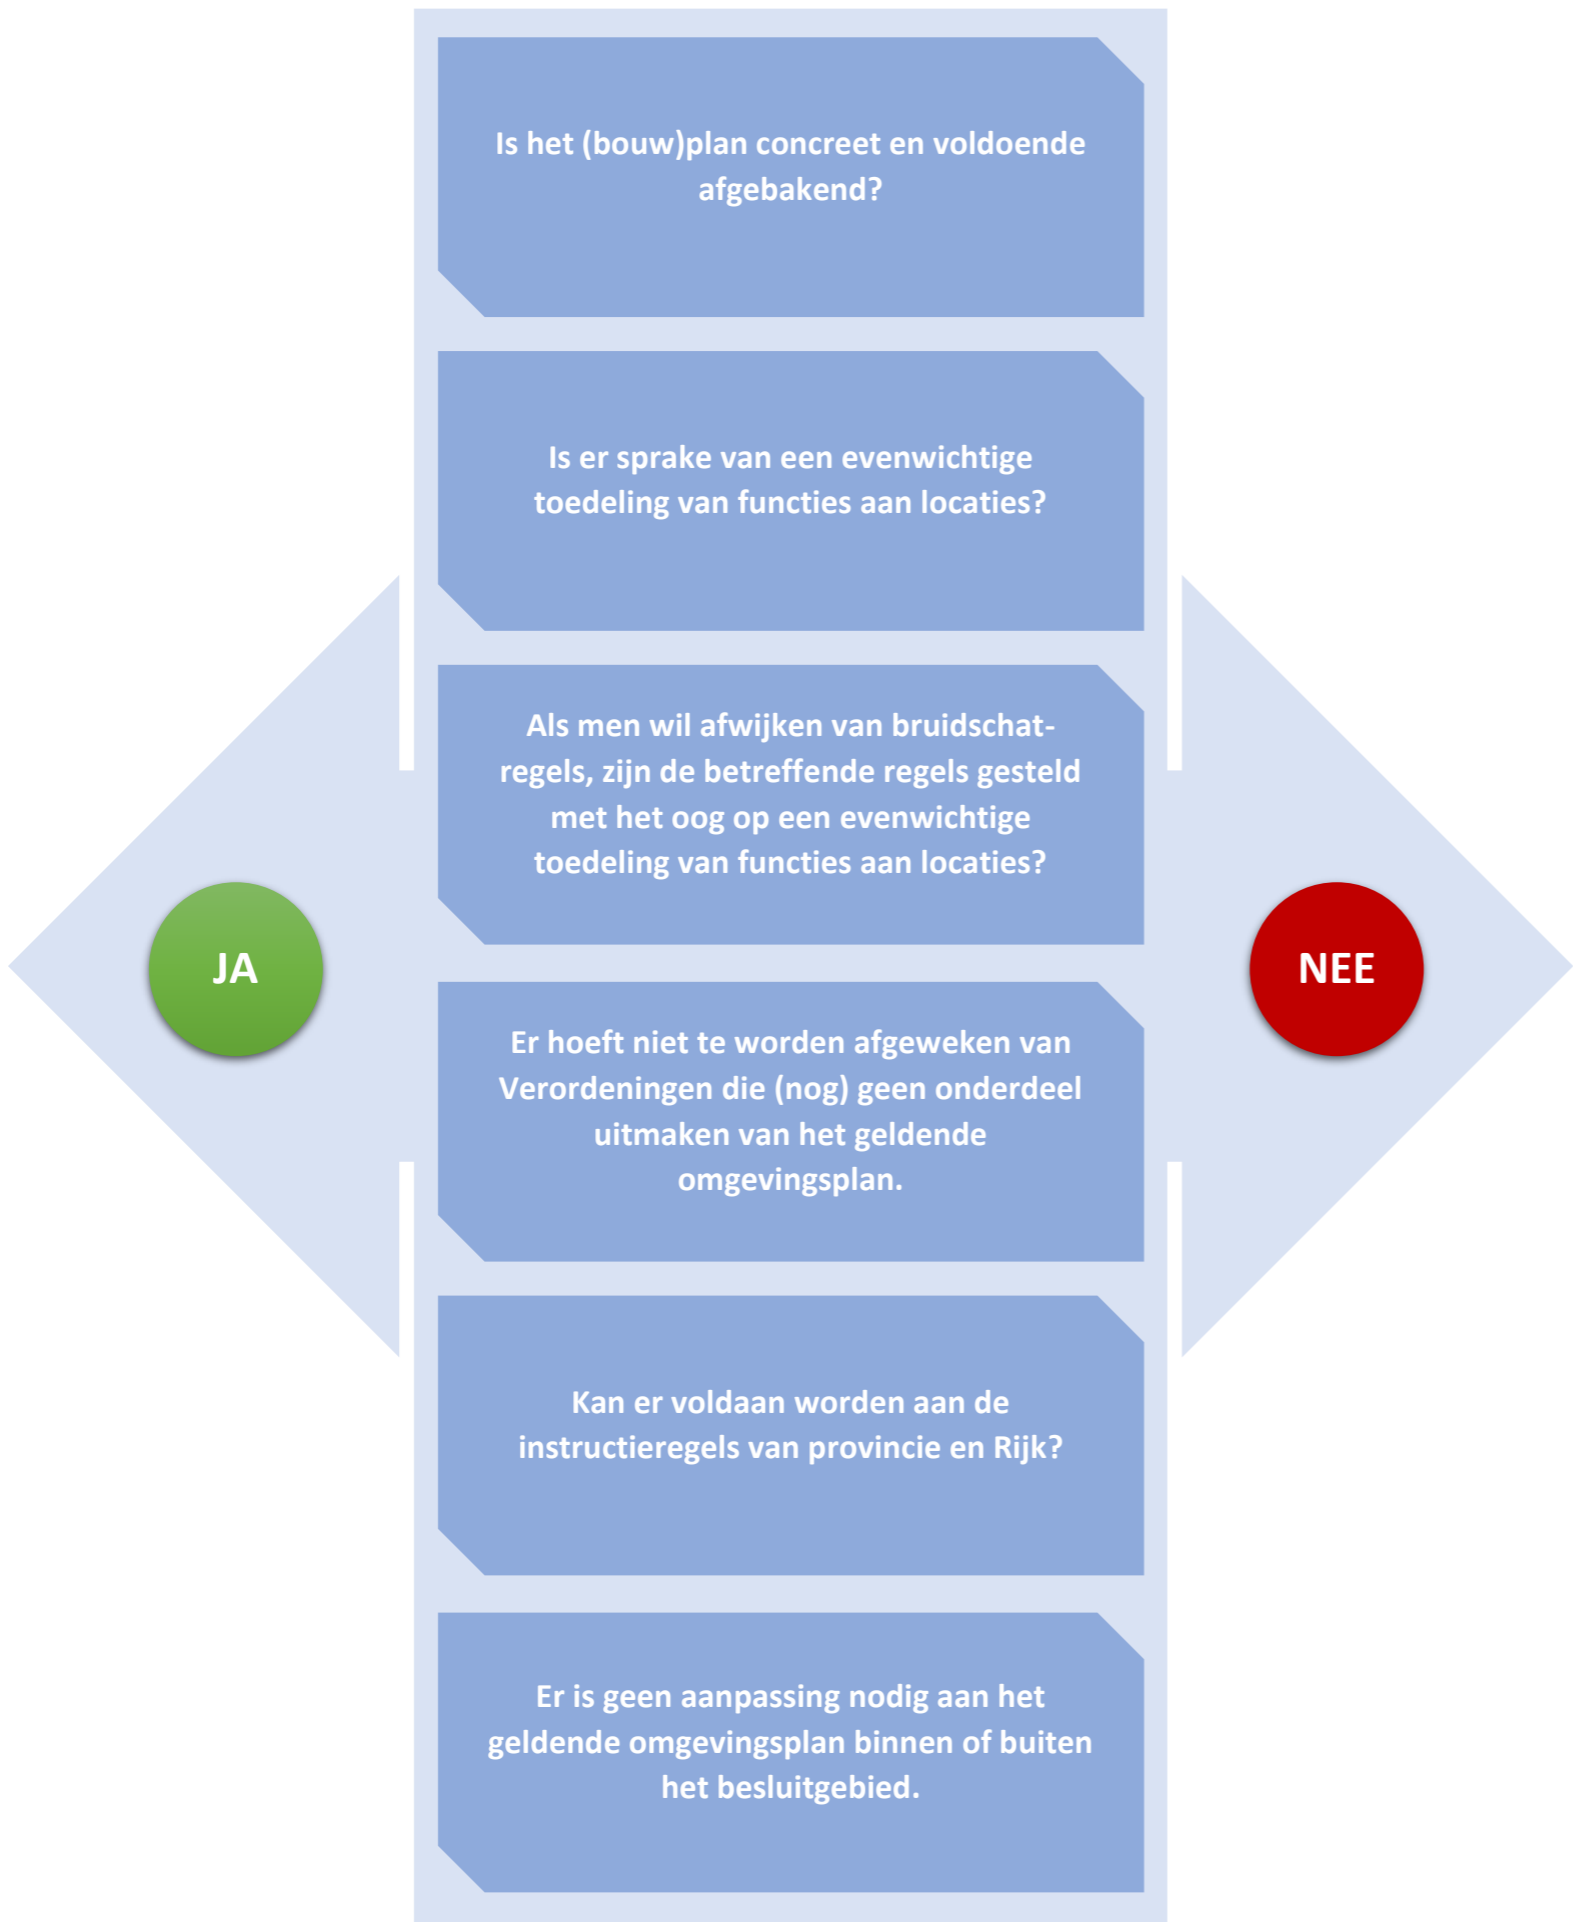 Is het (bouw)plan concreet en voldoende
afgebakend?
Is er sprake van een evenwichtige
toedeling van functies aan locaties?
Als men wil afwijken van bruidschat-
regels, zijn de betreffende regels gesteld
met het oog op een evenwichtige
toedeling van functies aan locaties?
JA
NEE
Er hoeft niet te worden afgeweken van
Verordeningen die (nog) geen onderdeel
uitmaken van het geldende
omgevingsplan.
Kan er voldaan worden aan de
instructieregels van provincie en Rijk?
Er is geen aanpassing nodig aan het
geldende omgevingsplan binnen of buiten
het besluitgebied.